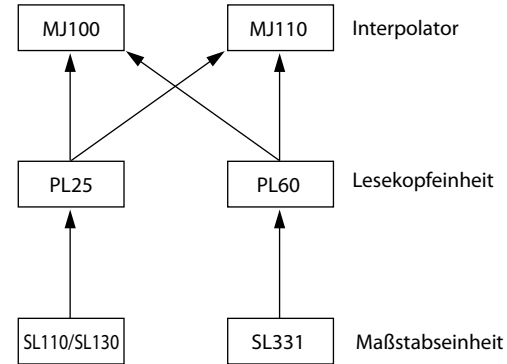 MJ100 MJ110 Interpolator
PL25 PL60 Lesekopfeinheit
SL110/SL130 SL331 Maßstabseinheit